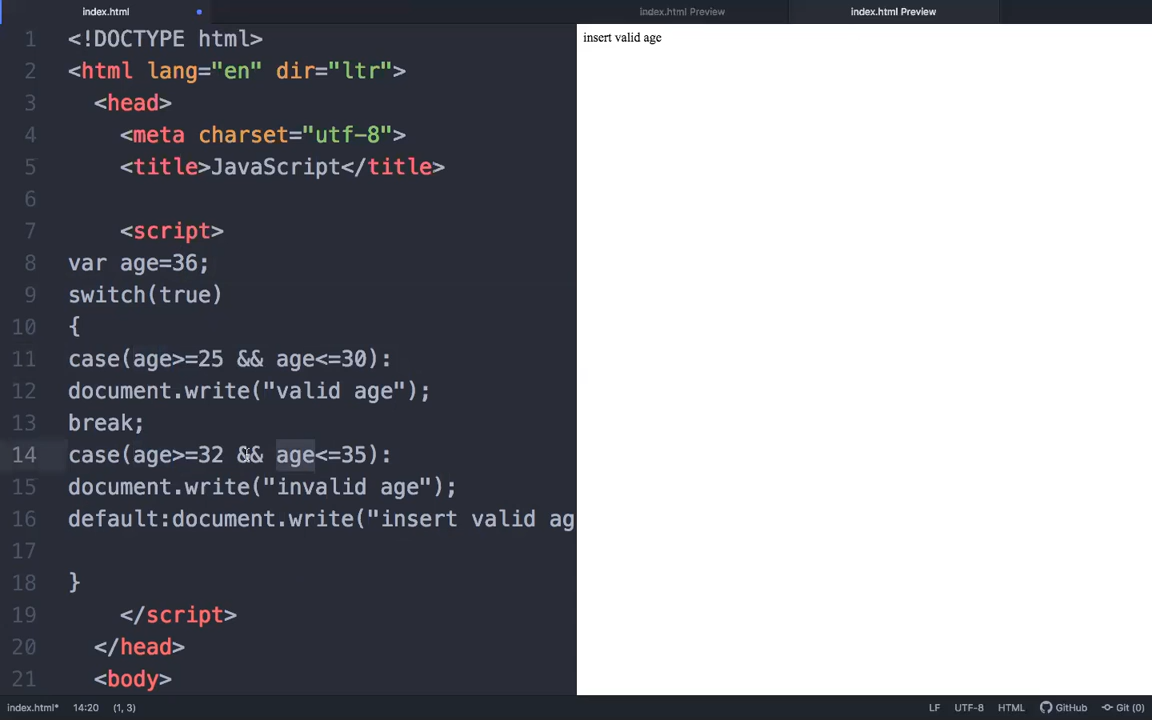 index.html
index.html Preview
index.html Preview
1 <!DOCTYPE html>
2 <html lang="en" dir="ltr">
3 <head>
4 <meta charset="utf-8">
5 <title>JavaScript</title>
6
7 <script>
8 var age=36;
9 switch(true)
10 {
11 case(age>=25 && age<=30):
12 document.write("valid age");
13 break;
14 case(age>=32 && age<=35):
15 document.write("invalid age");
16 default:document.write("insert valid ag
17
18 }
19 </script>
20 </head>
21 <body>
insert valid age
index.html* 14:20 (1, 3)
LF UTF-8 HTML GitHub Git (0)